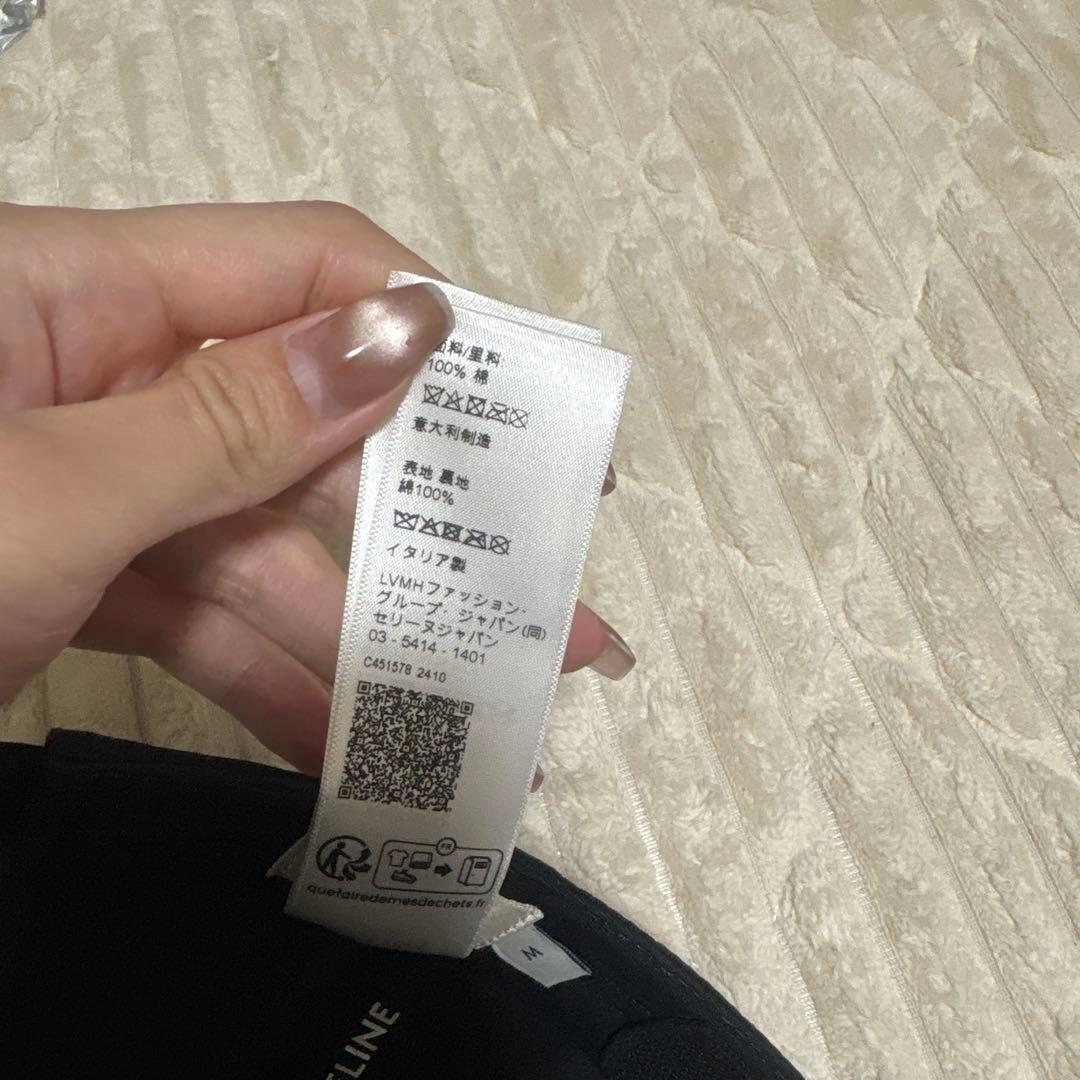 面料/里料
100% 棉
意大利制造
表地 裏地
綿100%
イタリア製
LVMHファッション・
グループ・ジャパン(同)
セリーヌジャパン
03 - 5414 - 1401
C451578 2410
FR
quefairedemesdechets.fr
M
ELINE